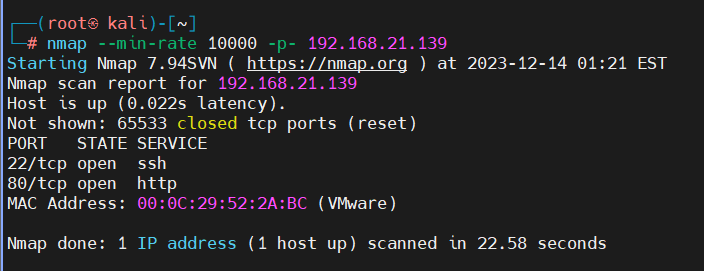 ┌──(root㉿ kali)-[~]
└─# nmap --min-rate 10000 -p- 192.168.21.139
Starting Nmap 7.94SVN ( https://nmap.org ) at 2023-12-14 01:21 EST
Nmap scan report for 192.168.21.139
Host is up (0.022s latency).
Not shown: 65533 closed tcp ports (reset)
PORT   STATE SERVICE
22/tcp open  ssh
80/tcp open  http
MAC Address: 00:0C:29:52:2A:BC (VMware)

Nmap done: 1 IP address (1 host up) scanned in 22.58 seconds